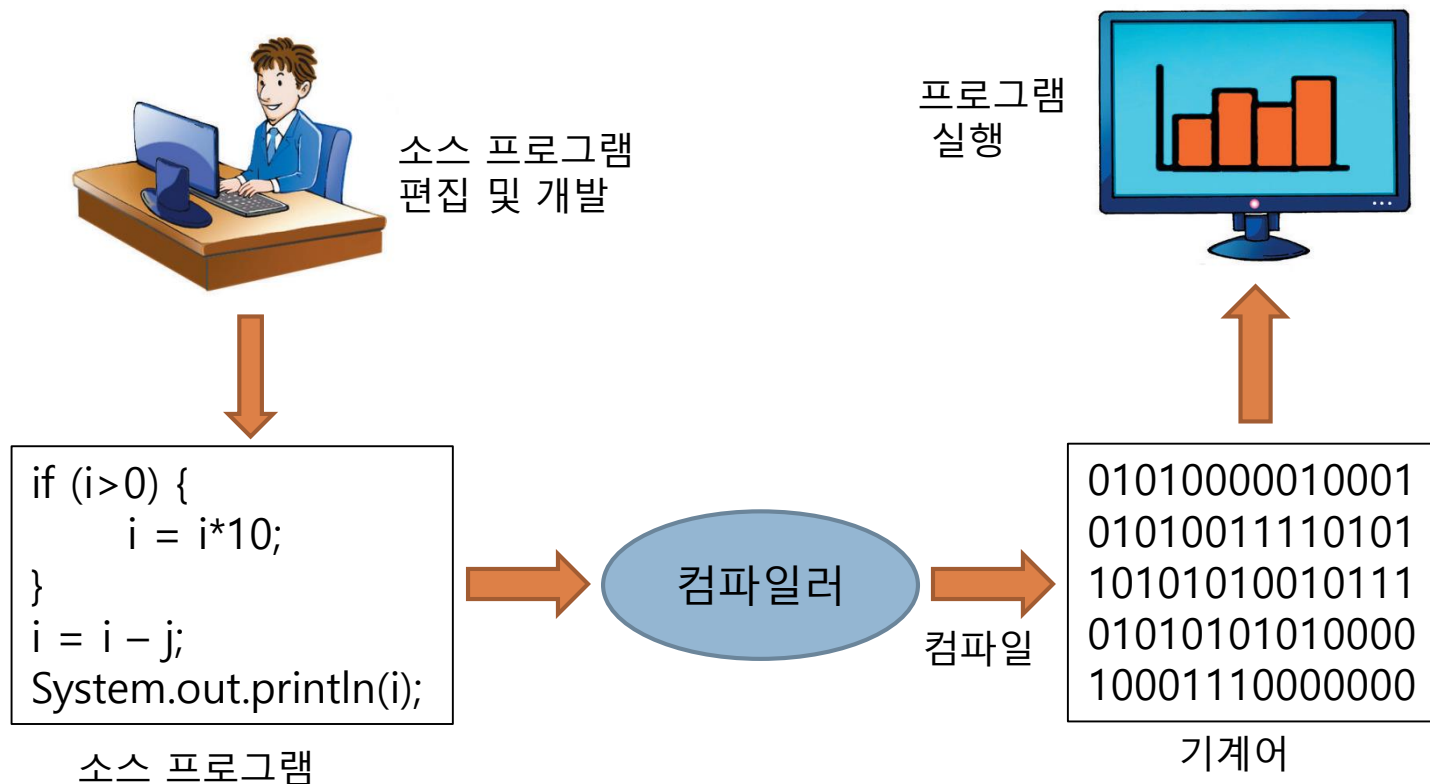 소스 프로그램
편집 및 개발
프로그램
실행
if (i>0) {
i = i*10;
}
i = i – j;
System.out.println(i);
소스 프로그램
컴파일러
컴파일
01010000010001
01010011110101
10101010010111
01010101010000
10001110000000
기계어